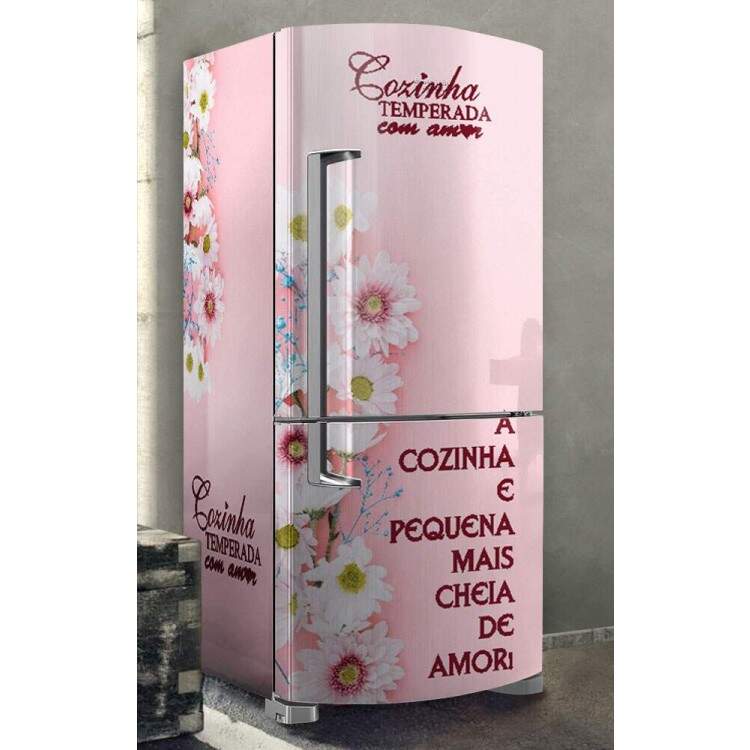 Cozinha
TEMPERADA
com amor
A
COZINHA
E
PEQUENA
MAIS
CHEIA
DE
AMOR!
Cozinha
TEMPERADA
com amor